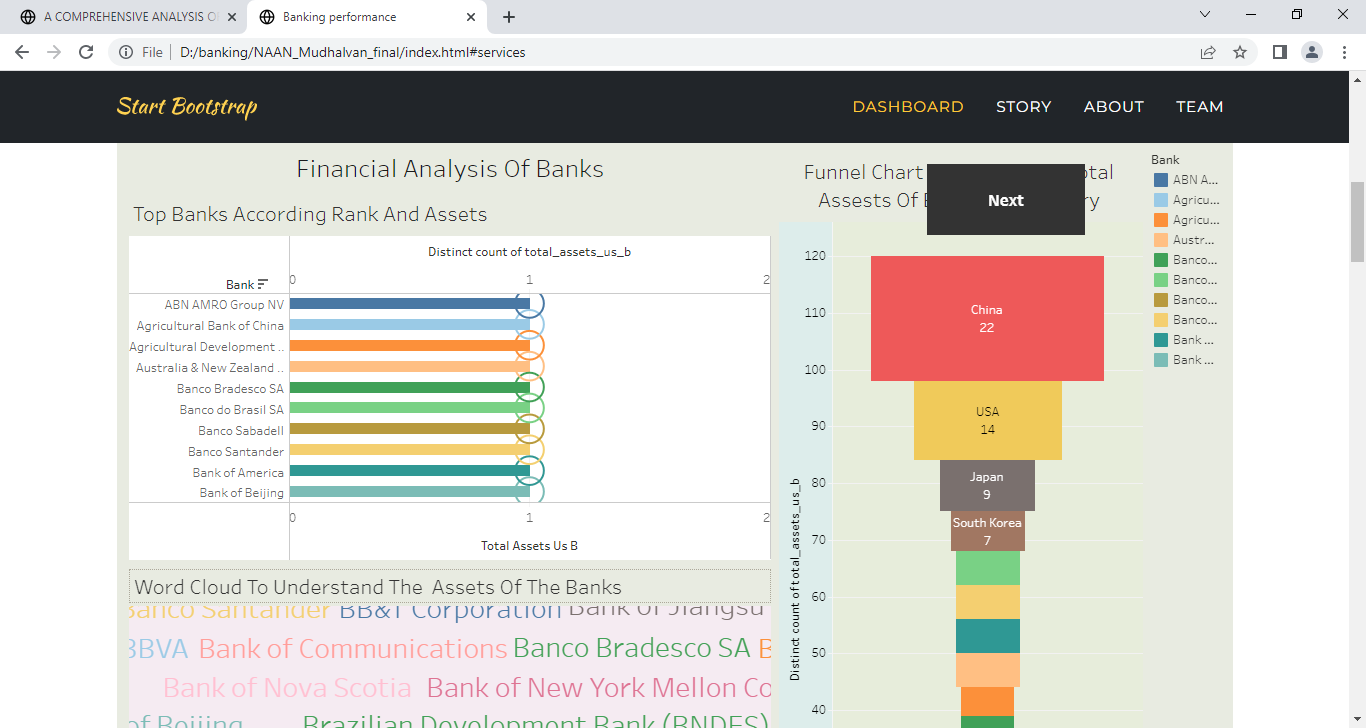 A COMPREHENSIVE ANALYSIS O
Banking performance
File
D:/banking/NAAN_Mudhalvan_final/index.html#services
Start Bootstrap
DASHBOARD STORY ABOUT TEAM
Financial Analysis Of Banks
Top Banks According Rank And Assets
Distinct count of total_assets_us_b
Bank
0 1 2
ABN AMRO Group NV
Agricultural Bank of China
Agricultural Development ..
Australia & New Zealand ..
Banco Bradesco SA
Banco do Brasil SA
Banco Sabadell
Banco Santander
Bank of America
Bank of Beijing
0 1 2
Total Assets Us B
Word Cloud To Understand The Assets Of The Banks
Banco Santander BB&T Corporation Bank of Jiangsu
BBVA Bank of Communications Banco Bradesco SA
Bank of Nova Scotia Bank of New York Mellon Co
of Beijing Brazilian Development Bank (BNDES)
Funnel Chart
Assests Of
Next
120
110
100
90
80
70
60
50
40
Distinct count of total_assets_us_b
China
22
USA
14
Japan
9
South Korea
7
Bank
ABN A...
Agricu...
Agricu...
Austr...
Banco...
Banco...
Banco...
Banco...
Bank ...
Bank ...